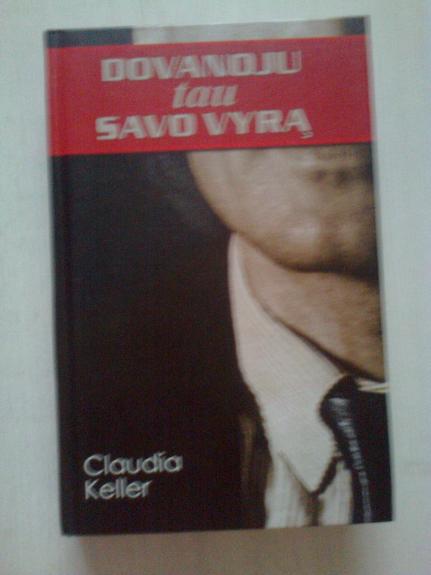 DOVANOJU
tau
SAVO VYRĄ
Claudia
Keller